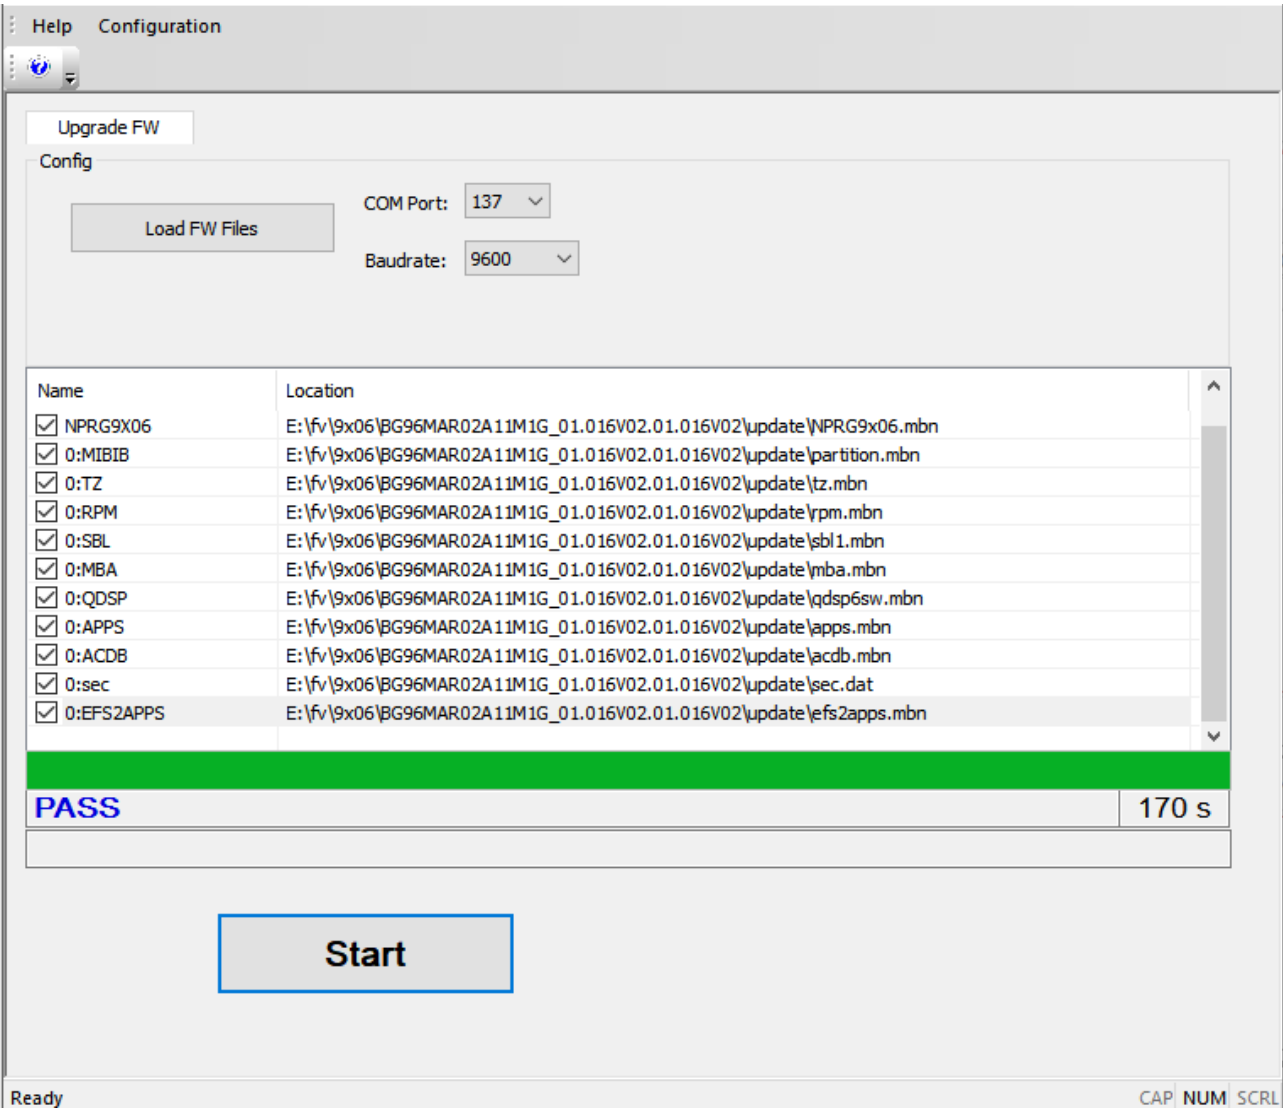 Help Configuration
Upgrade FW
Config
Load FW Files
COM Port: 137
Baudrate: 9600
Name Location
NPRG9X06 E:\fv\9x06\BG96MAR02A11M1G_01.016V02.01.016V02\update\NPRG9x06.mbn
0:MIBIB E:\fv\9x06\BG96MAR02A11M1G_01.016V02.01.016V02\update\partition.mbn
0:TZ E:\fv\9x06\BG96MAR02A11M1G_01.016V02.01.016V02\update\tz.mbn
0:RPM E:\fv\9x06\BG96MAR02A11M1G_01.016V02.01.016V02\update\rpm.mbn
0:SBL E:\fv\9x06\BG96MAR02A11M1G_01.016V02.01.016V02\update\sbl1.mbn
0:MBA E:\fv\9x06\BG96MAR02A11M1G_01.016V02.01.016V02\update\mba.mbn
0:QDSP E:\fv\9x06\BG96MAR02A11M1G_01.016V02.01.016V02\update\qdsp6sw.mbn
0:APPS E:\fv\9x06\BG96MAR02A11M1G_01.016V02.01.016V02\update\apps.mbn
0:ACDB E:\fv\9x06\BG96MAR02A11M1G_01.016V02.01.016V02\update\acdb.mbn
0:sec E:\fv\9x06\BG96MAR02A11M1G_01.016V02.01.016V02\update\sec.dat
0:EFS2APPS E:\fv\9x06\BG96MAR02A11M1G_01.016V02.01.016V02\update\efs2apps.mbn
PASS 170 s
Start
Ready CAP NUM SCRL